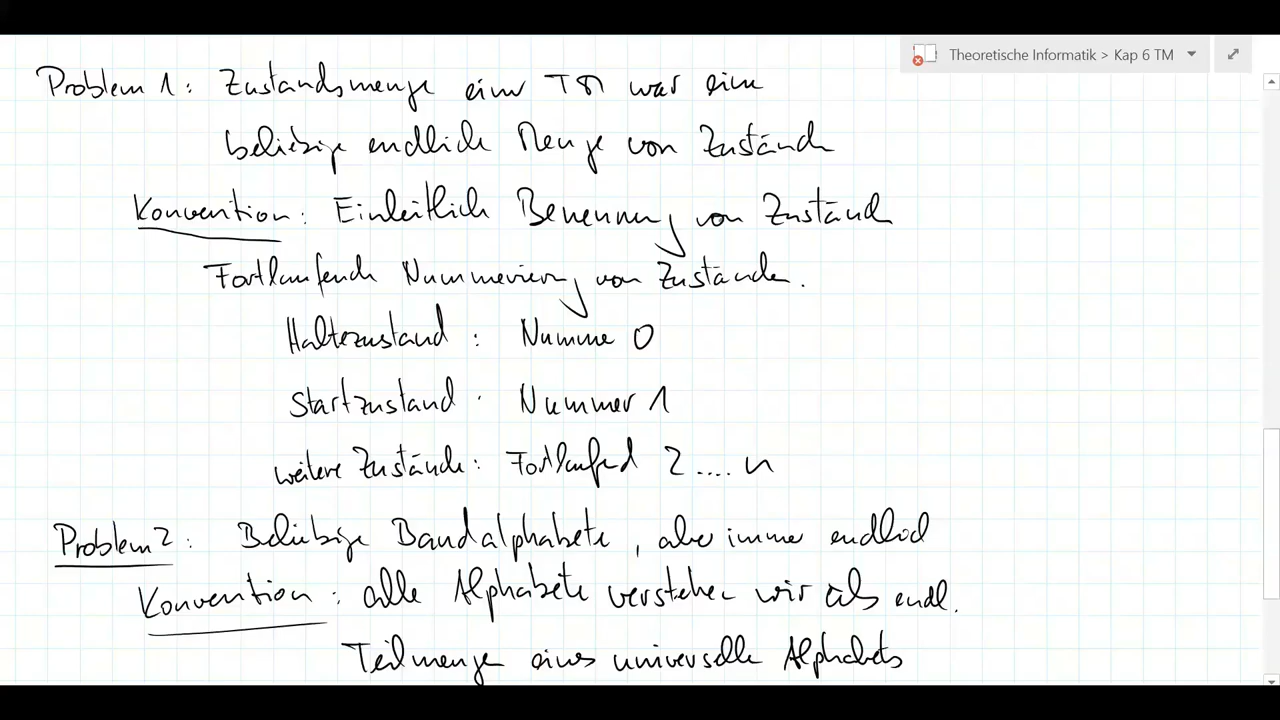 Theoretische Informatik > Kap 6 TM
Problem 1: Zustandsmenge einer TM war eine
beliebige endliche Menge von Zuständen
Konvention: Einheitliche Benennung von Zuständen
Fortlaufende Nummerierung von Zuständen.
Haltezustand: Nummer 0
Startzustand: Nummer 1
weitere Zustände: Fortlaufend 2 .... n
Problem 2: Beliebige Bandalphabete, aber immer endlich
Konvention: alle Alphabete verstehen wir als endl.
Teilmenge eines universelle Alphabets